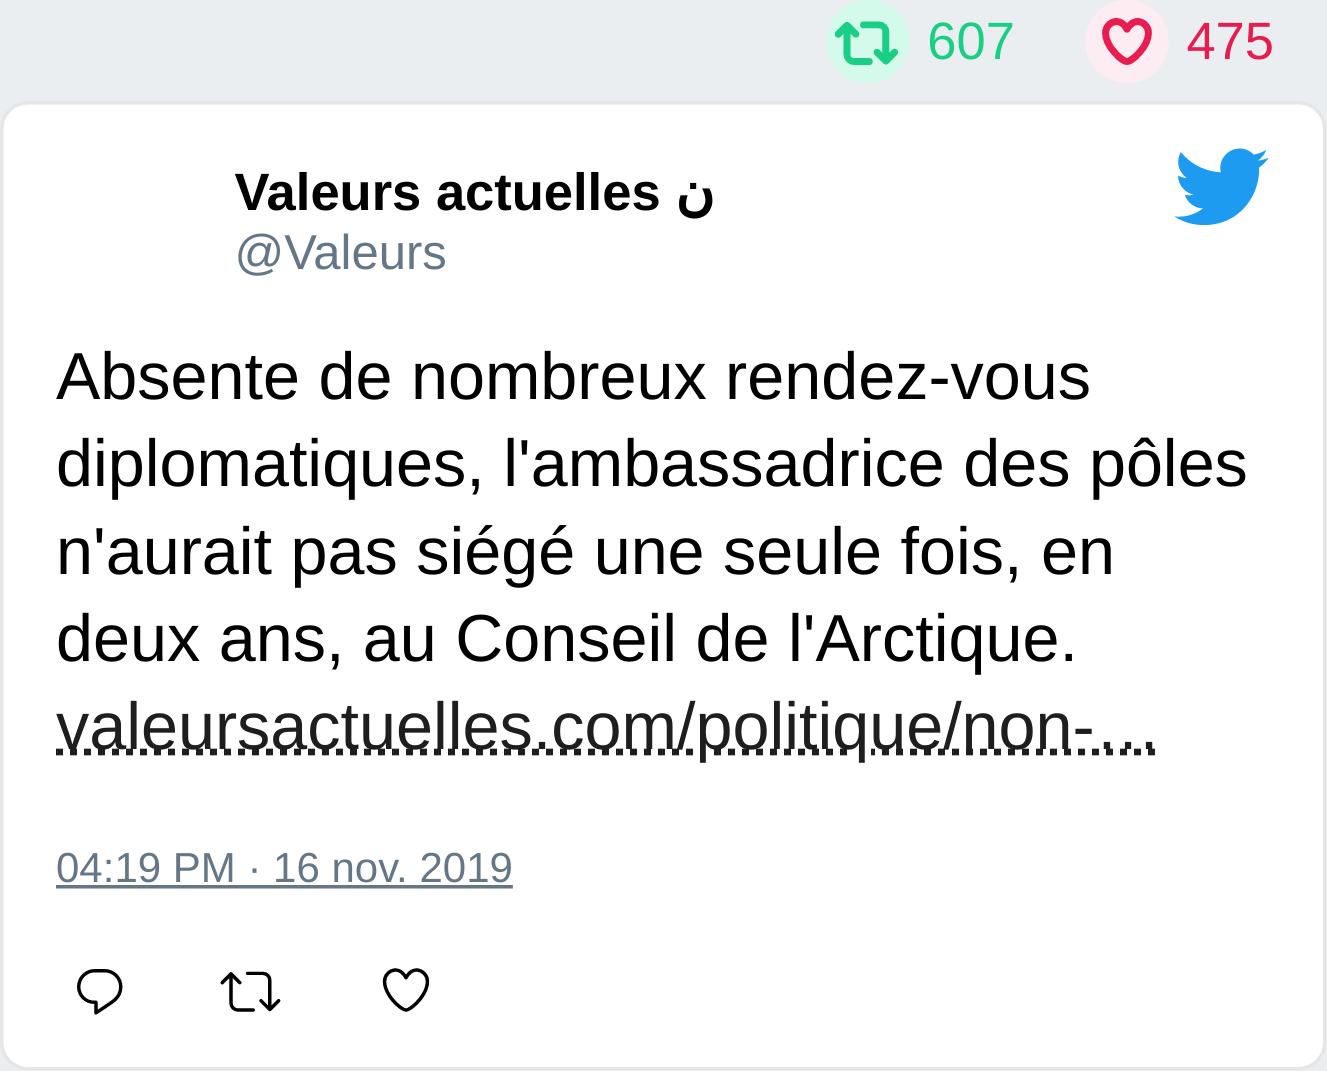 607 475
Valeurs actuelles ن
@Valeurs
Absente de nombreux rendez-vous
diplomatiques, l'ambassadrice des pôles
n'aurait pas siégé une seule fois, en
deux ans, au Conseil de l'Arctique.
valeursactuelles.com/politique/non-…
04:19 PM · 16 nov. 2019